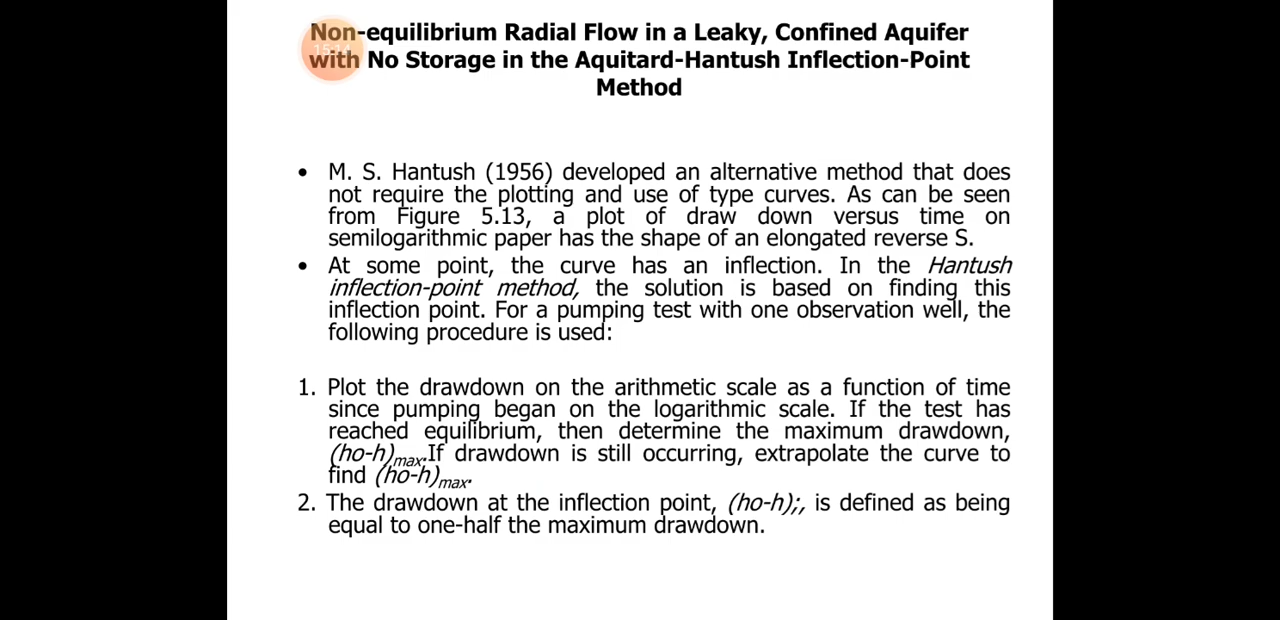 Non-equilibrium Radial Flow in a Leaky, Confined Aquifer
with No Storage in the Aquitard-Hantush Inflection-Point
Method
15:14
• M. S. Hantush (1956) developed an alternative method that does
not require the plotting and use of type curves. As can be seen
from Figure 5.13, a plot of draw down versus time on
semilogarithmic paper has the shape of an elongated reverse S.
• At some point, the curve has an inflection. In the Hantush
inflection-point method, the solution is based on finding this
inflection point. For a pumping test with one observation well, the
following procedure is used:
1. Plot the drawdown on the arithmetic scale as a function of time
since pumping began on the logarithmic scale. If the test has
reached equilibrium, then determine the maximum drawdown,
(ho-h)max.If drawdown is still occurring, extrapolate the curve to
find (ho-h)max.
2. The drawdown at the inflection point, (ho-h);, is defined as being
equal to one-half the maximum drawdown.